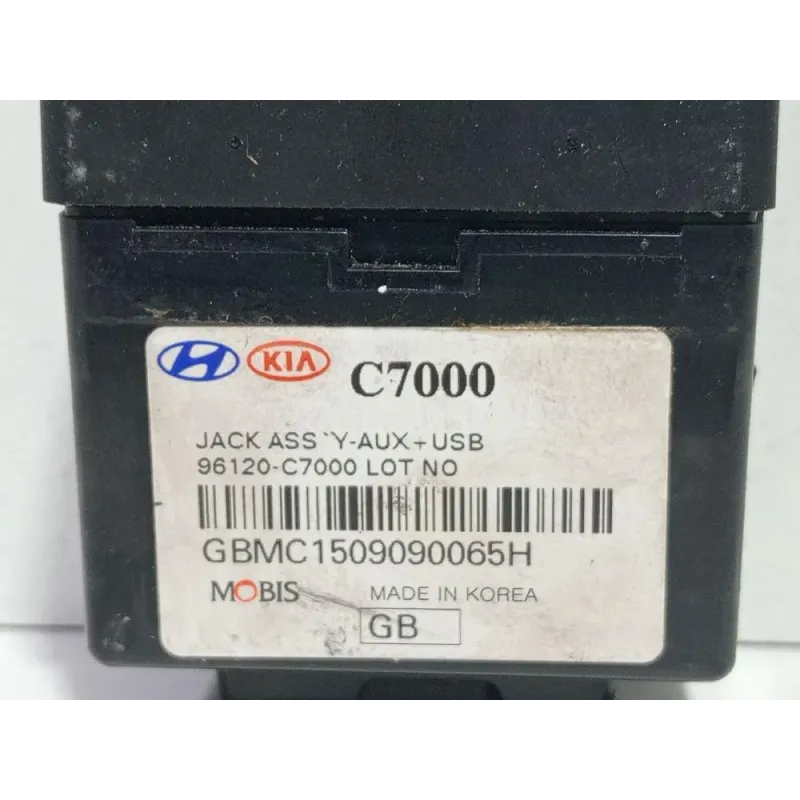 KIA C7000
JACK ASS`Y-AUX+USB
96120-C7000 LOT NO
GBMC1509090065H
MOBIS MADE IN KOREA
GB